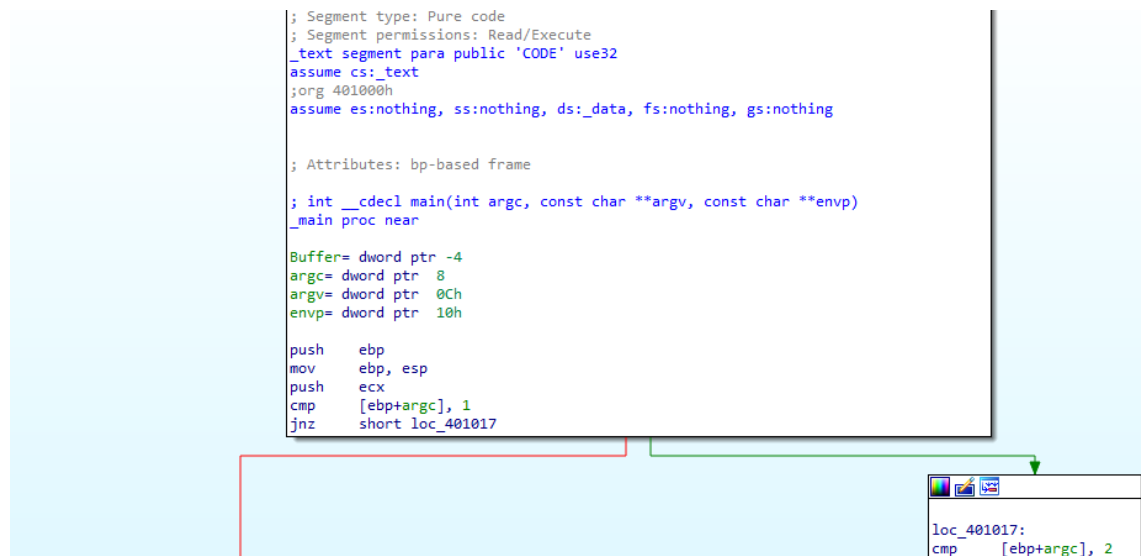 ; Segment type: Pure code
; Segment permissions: Read/Execute
_text segment para public 'CODE' use32
assume cs:_text
;org 401000h
assume es:nothing, ss:nothing, ds:_data, fs:nothing, gs:nothing
; Attributes: bp-based frame
; int __cdecl main(int argc, const char **argv, const char **envp)
_main proc near
Buffer= dword ptr -4
argc= dword ptr  8
argv= dword ptr  0Ch
envp= dword ptr  10h
push    ebp
mov     ebp, esp
push    ecx
cmp     [ebp+argc], 1
jnz     short loc_401017
loc_401017:
cmp     [ebp+argc], 2